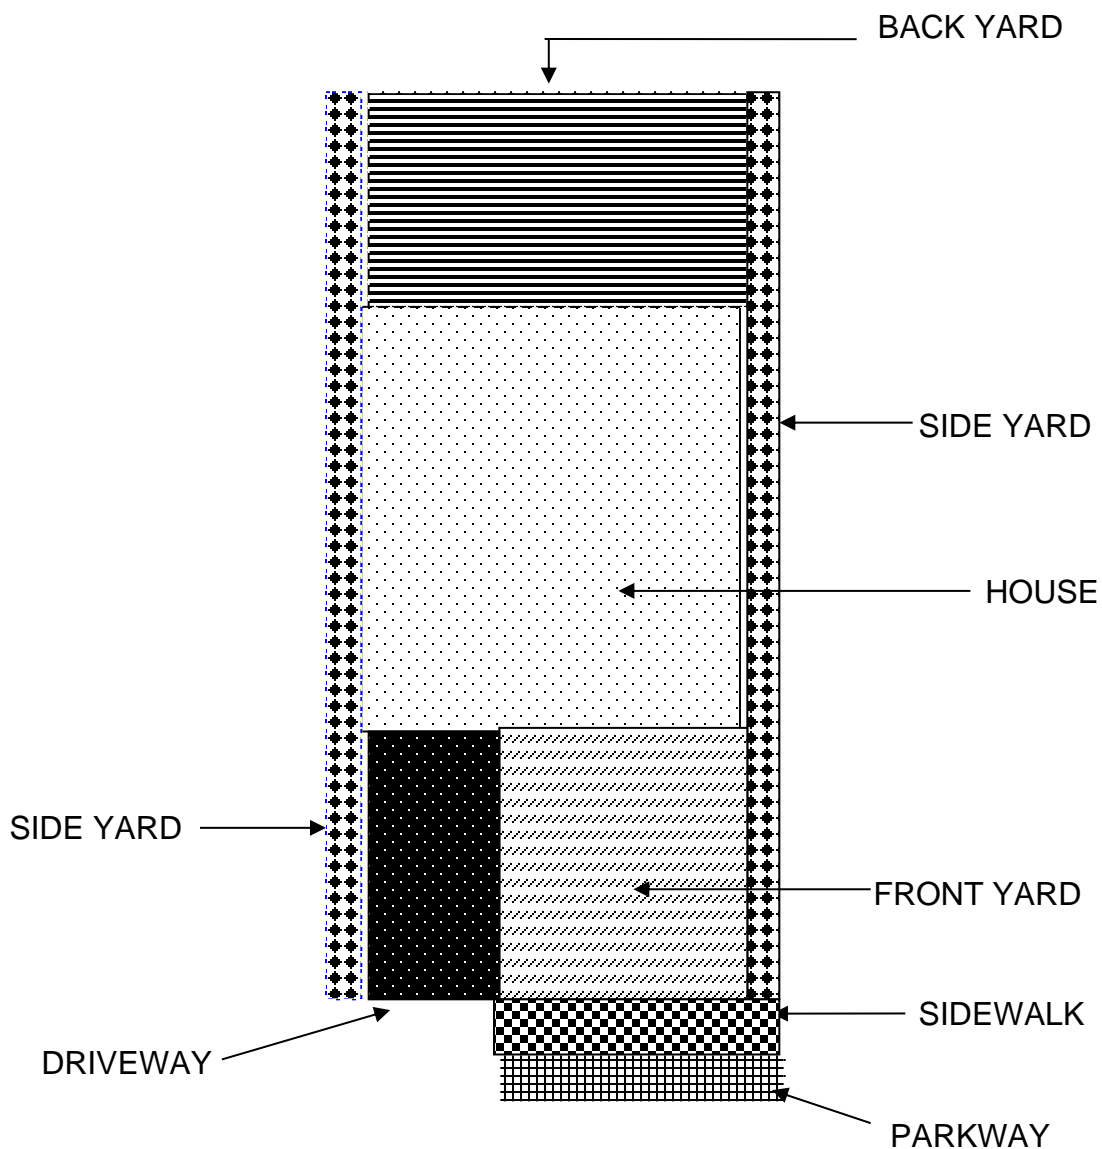 BACK YARD
SIDE YARD
HOUSE
SIDE YARD
FRONT YARD
SIDEWALK
DRIVEWAY
PARKWAY